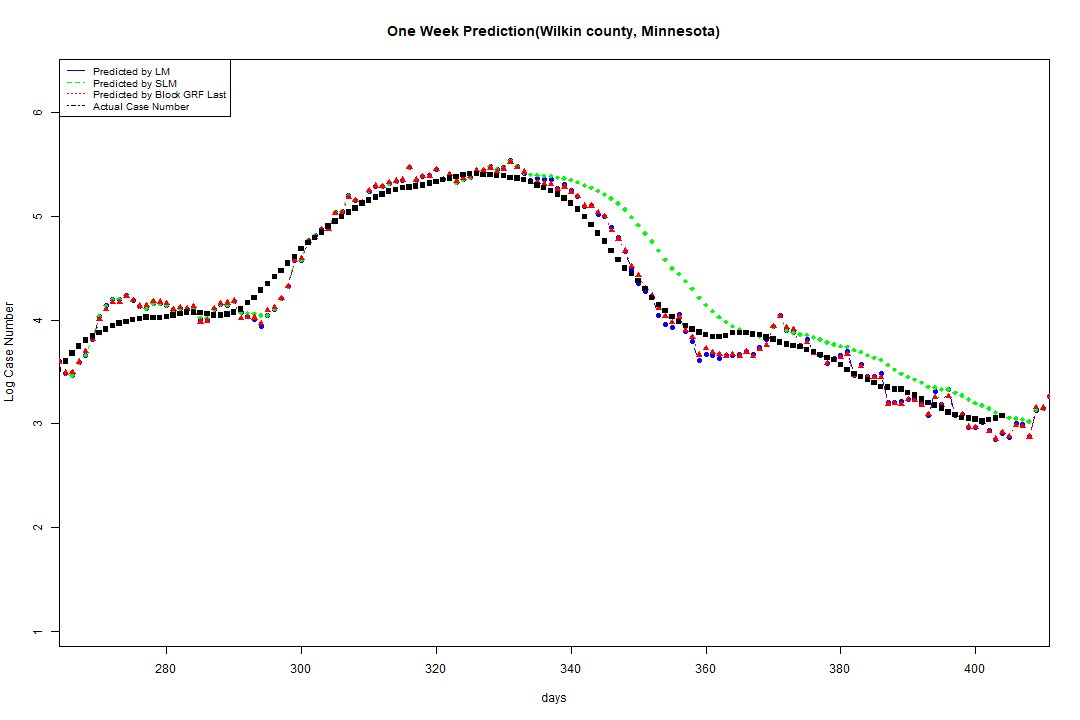 One Week Prediction(Wilkin county, Minnesota)
Predicted by LM
Predicted by SLM
Predicted by Block GRF Last
Actual Case Number
6
5
4
3
2
1
Log Case Number
280 300 320 340 360 380 400
days